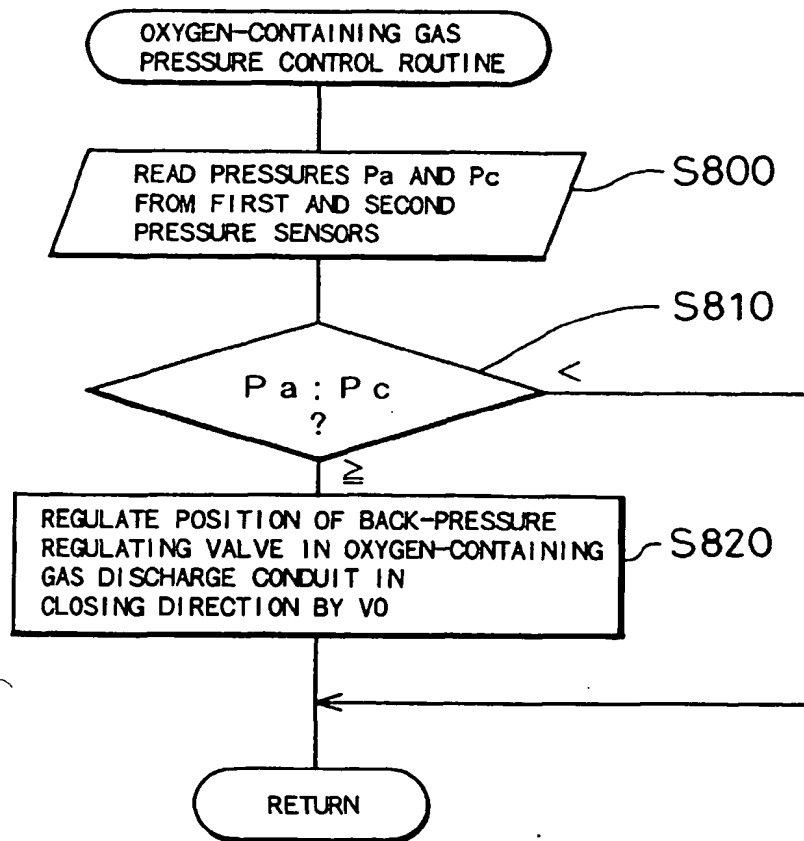 OXYGEN-CONTAINING GAS
PRESSURE CONTROL ROUTINE
READ PRESSURES Pa AND Pc
FROM FIRST AND SECOND
PRESSURE SENSORS
S800
S810
Pa : Pc
?
<
≧
REGULATE POSITION OF BACK-PRESSURE
REGULATING VALVE IN OXYGEN-CONTAINING
GAS DISCHARGE CONDUIT IN
CLOSING DIRECTION BY VO
S820
RETURN